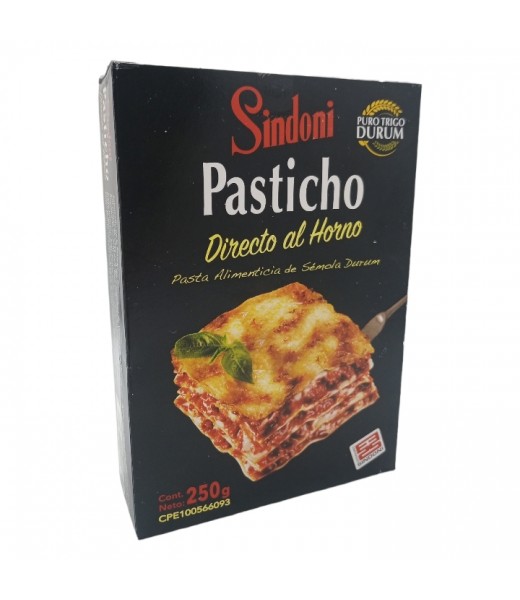 Sindoni
PURO TRIGO
DURUM
Pasticho
Directo al Horno
Pasta Alimenticia de Sémola Durum
Cont.
Neto: 250g
CPE100566093